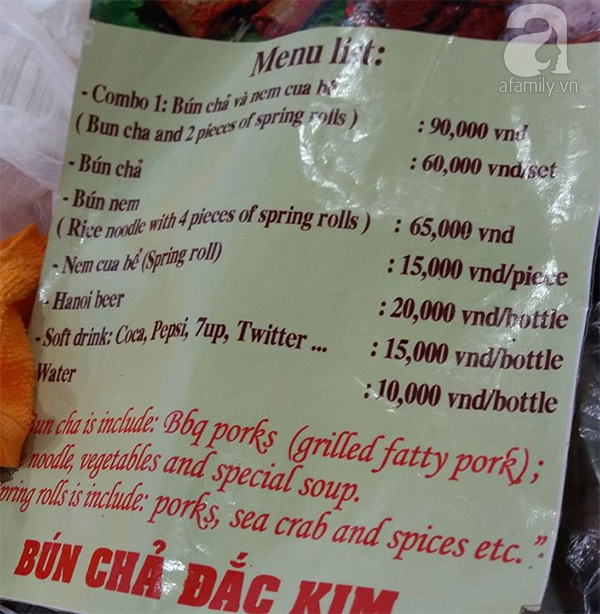 afamily.vn
Menu list:
- Combo 1: Bún chả và nem cua bể
( Bun cha and 2 pieces of spring rolls ) : 90,000 vnd
- Bún chả : 60,000 vnd/set
- Bún nem
( Rice noodle with 4 pieces of spring rolls ) : 65,000 vnd
- Nem cua bể (Spring roll) : 15,000 vnd/piece
- Hanoi beer : 20,000 vnd/bottle
- Soft drink: Coca, Pepsi, 7up, Twitter ... : 15,000 vnd/bottle
Water : 10,000 vnd/bottle
Bun cha is include: Bbq porks (grilled fatty pork) ;
noodle, vegetables and special soup.
Spring rolls is include: porks, sea crab and spices etc. ”
BÚN CHẢ ĐẮC KIM